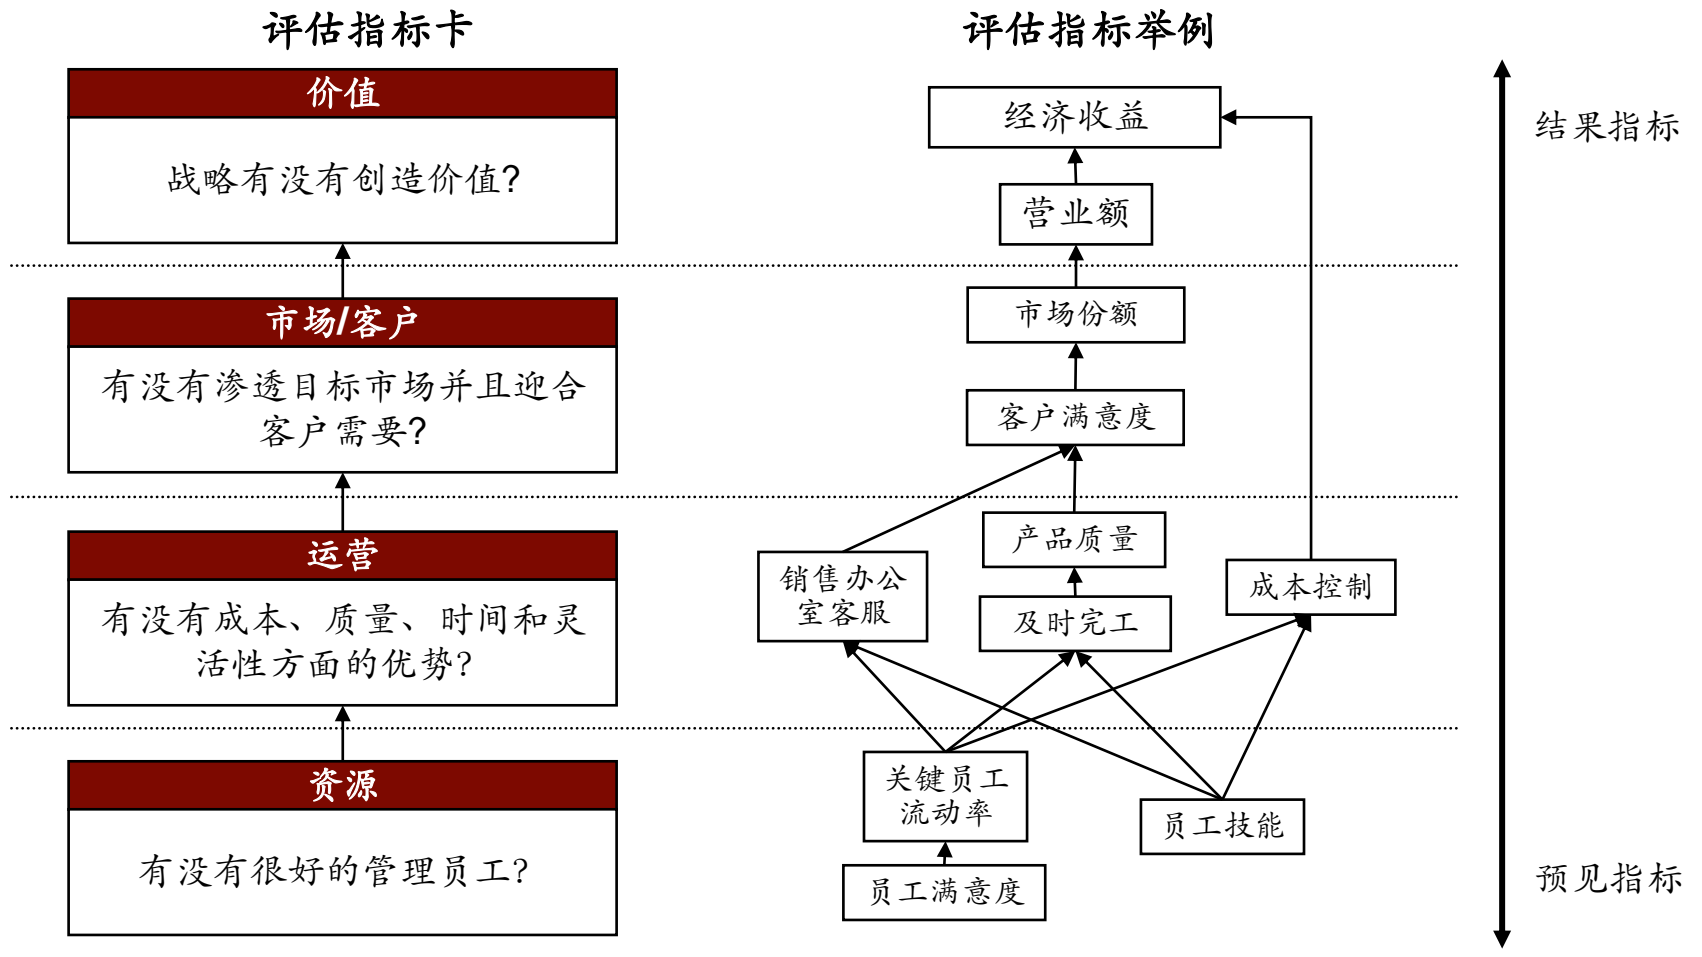 评估指标卡
价值
战略有没有创造价值?
市场/客户
有没有渗透目标市场并且迎合
客户需要?
运营
有没有成本、质量、时间和灵
活性方面的优势?
资源
有没有很好的管理员工?
评估指标举例
经济收益
营业额
市场份额
客户满意度
产品质量
销售办公
室客服
及时完工
成本控制
关键员工
流动率
员工技能
员工满意度
结果指标
预见指标